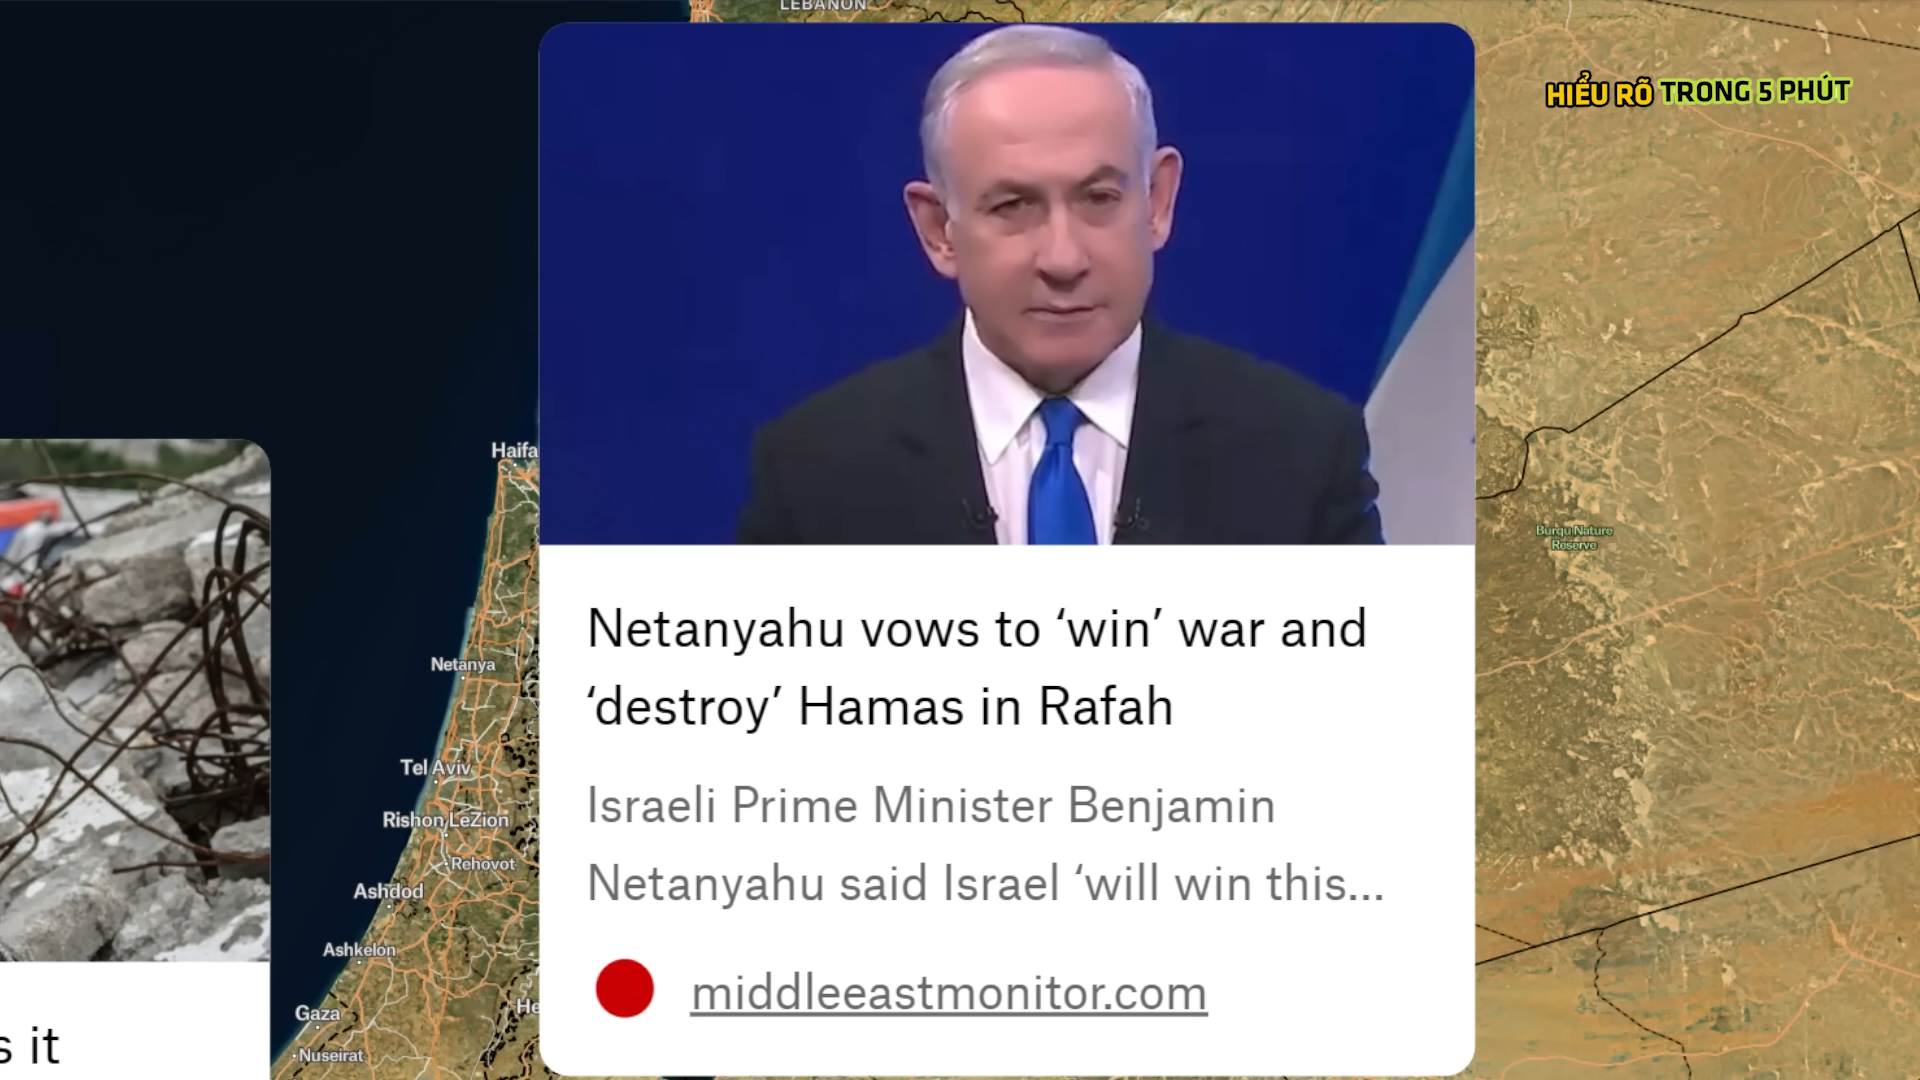 LEBANON
HIỂU RÕ TRONG 5 PHÚT
Haifa
Burqu Nature
Reserve
Netanyahu vows to ‘win’ war and
‘destroy’ Hamas in Rafah
Israeli Prime Minister Benjamin
Netanyahu said Israel ‘will win this...
middleeastmonitor.com
Netanya
Tel Aviv
Rishon LeZion
Rehovot
Ashdod
Ashkelon
Gaza
He
Nuseirat
s it